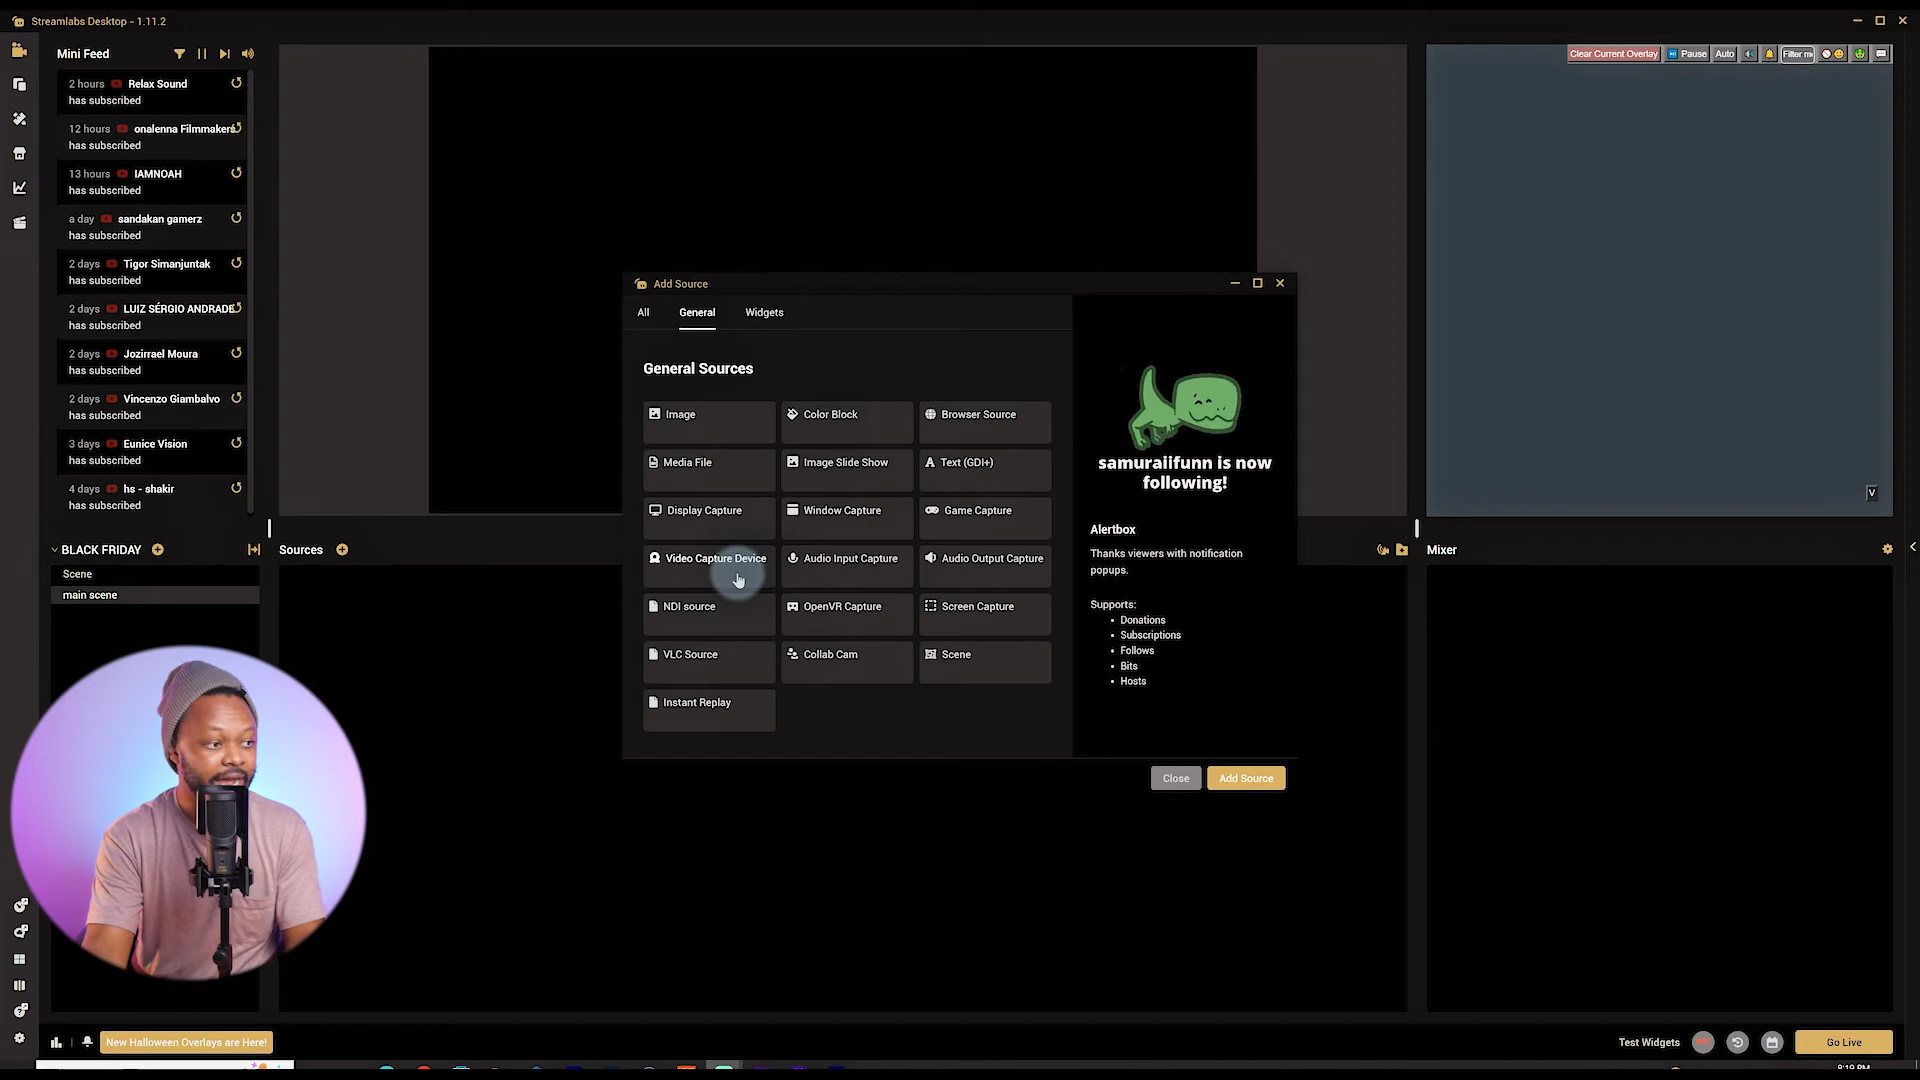 Streamlabs Desktop - 1.11.2
Mini Feed
2 hours Relax Sound
has subscribed
12 hours onalenna Filmmakers
has subscribed
13 hours IAMNOAH
has subscribed
a day sandakan gamerz
has subscribed
2 days Tigor Simanjuntak
has subscribed
2 days LUIZ SÉRGIO ANDRADE
has subscribed
2 days Jozirrael Moura
has subscribed
2 days Vincenzo Giambalvo
has subscribed
3 days Eunice Vision
has subscribed
4 days hs - shakir
has subscribed
Clear Current Overlay
Pause
Auto
Filter m
V
Add Source
All
General
Widgets
General Sources
Image
Color Block
Browser Source
Media File
Image Slide Show
Text (GDI+)
Display Capture
Window Capture
Game Capture
Video Capture Device
Audio Input Capture
Audio Output Capture
NDI source
OpenVR Capture
Screen Capture
VLC Source
Collab Cam
Scene
Instant Replay
samuraiifunn is now
following!
Alertbox
Thanks viewers with notification
popups.
Supports:
Donations
Subscriptions
Follows
Bits
Hosts
Close
Add Source
BLACK FRIDAY
Scene
main scene
Sources
Mixer
New Halloween Overlays are Here!
Test Widgets
Go Live
8:19 PM